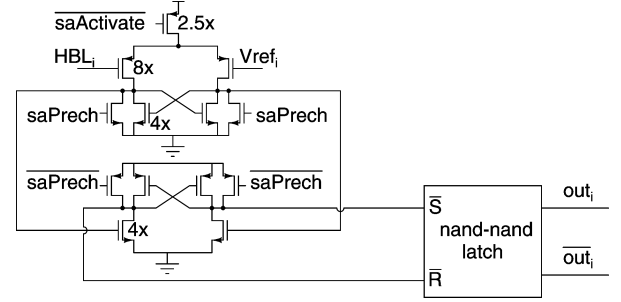 saActivate 2.5x
HBLi 8x Vrefi
saPrech 4x saPrech
saPrech saPrech
4x
S outi
nand-nand
latch
R outi